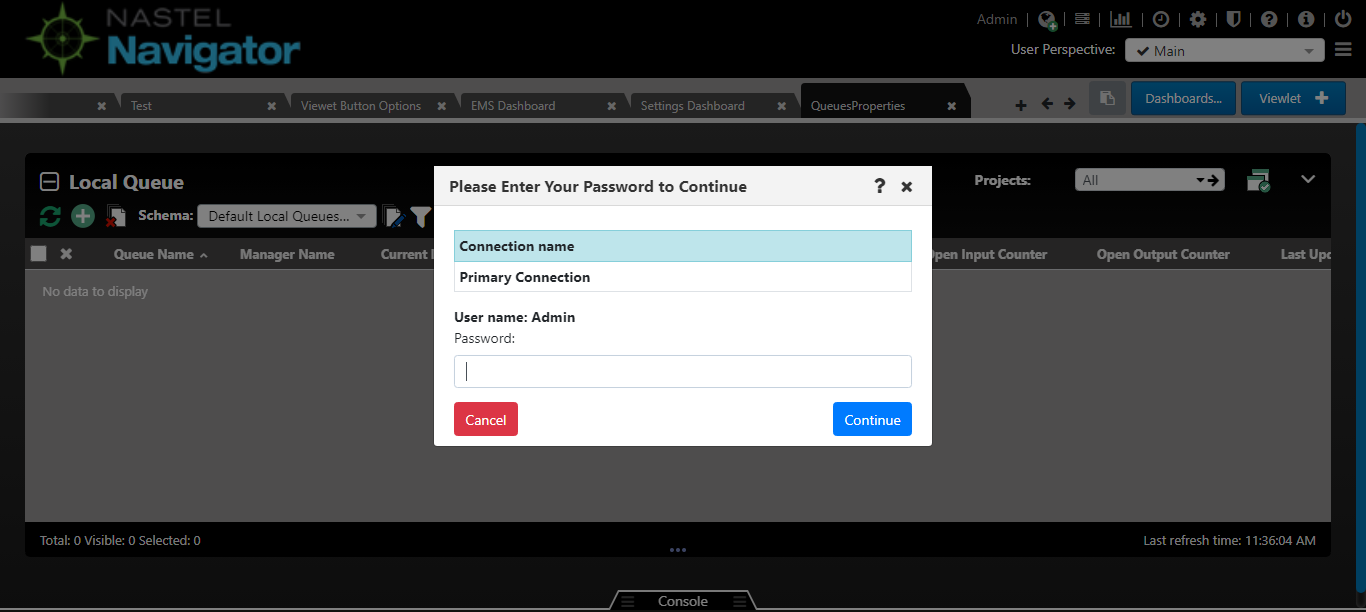 NASTEL
Navigator
Admin
User Perspective: Main
Test
Viewet Button Options
EMS Dashboard
Settings Dashboard
QueuesProperties
Dashboards...
Viewlet
Local Queue
Projects: All
Schema: Default Local Queues...
Queue Name Manager Name Current Open Input Counter Open Output Counter Last
No data to display
Please Enter Your Password to Continue
Connection name
Primary Connection
User name: Admin
Password:
Cancel Continue
Total: 0 Visible: 0 Selected: 0
Last refresh time: 11:36:04 AM
Console